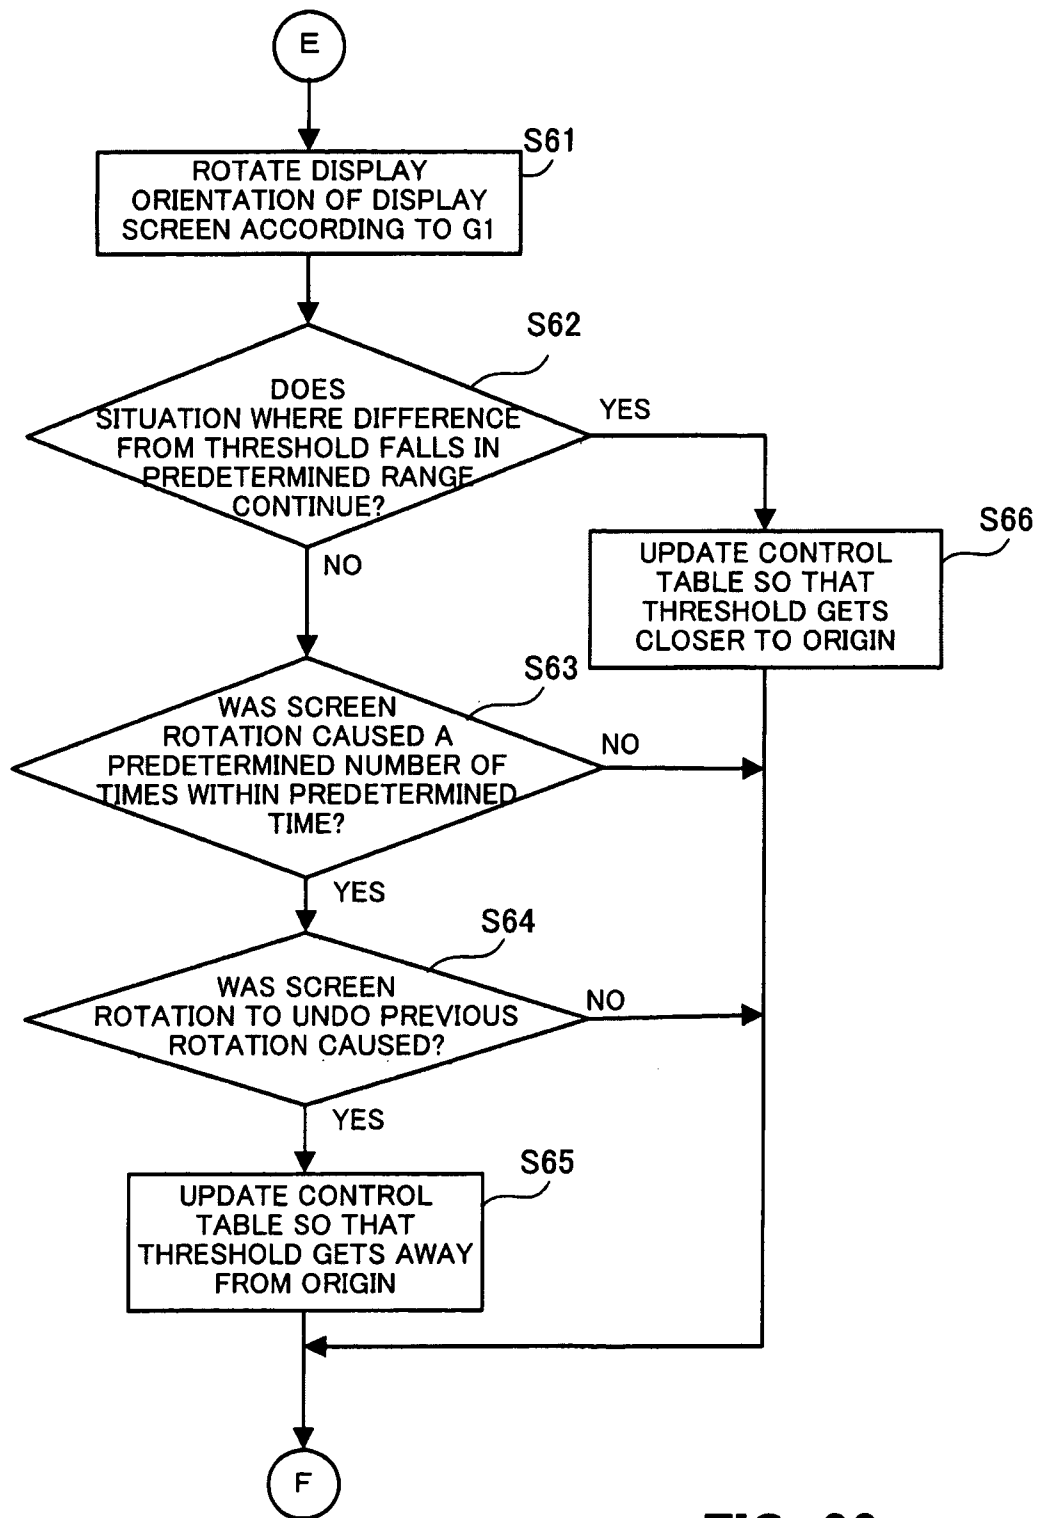 E
S61
ROTATE DISPLAY
ORIENTATION OF DISPLAY
SCREEN ACCORDING TO G1
S62
DOES
SITUATION WHERE DIFFERENCE
FROM THRESHOLD FALLS IN
PREDETERMINED RANGE
CONTINUE?
YES
NO
S66
UPDATE CONTROL
TABLE SO THAT
THRESHOLD GETS
CLOSER TO ORIGIN
S63
WAS SCREEN
ROTATION CAUSED A
PREDETERMINED NUMBER OF
TIMES WITHIN PREDETERMINED
TIME?
NO
YES
S64
WAS SCREEN
ROTATION TO UNDO PREVIOUS
ROTATION CAUSED?
NO
YES
S65
UPDATE CONTROL
TABLE SO THAT
THRESHOLD GETS AWAY
FROM ORIGIN
F